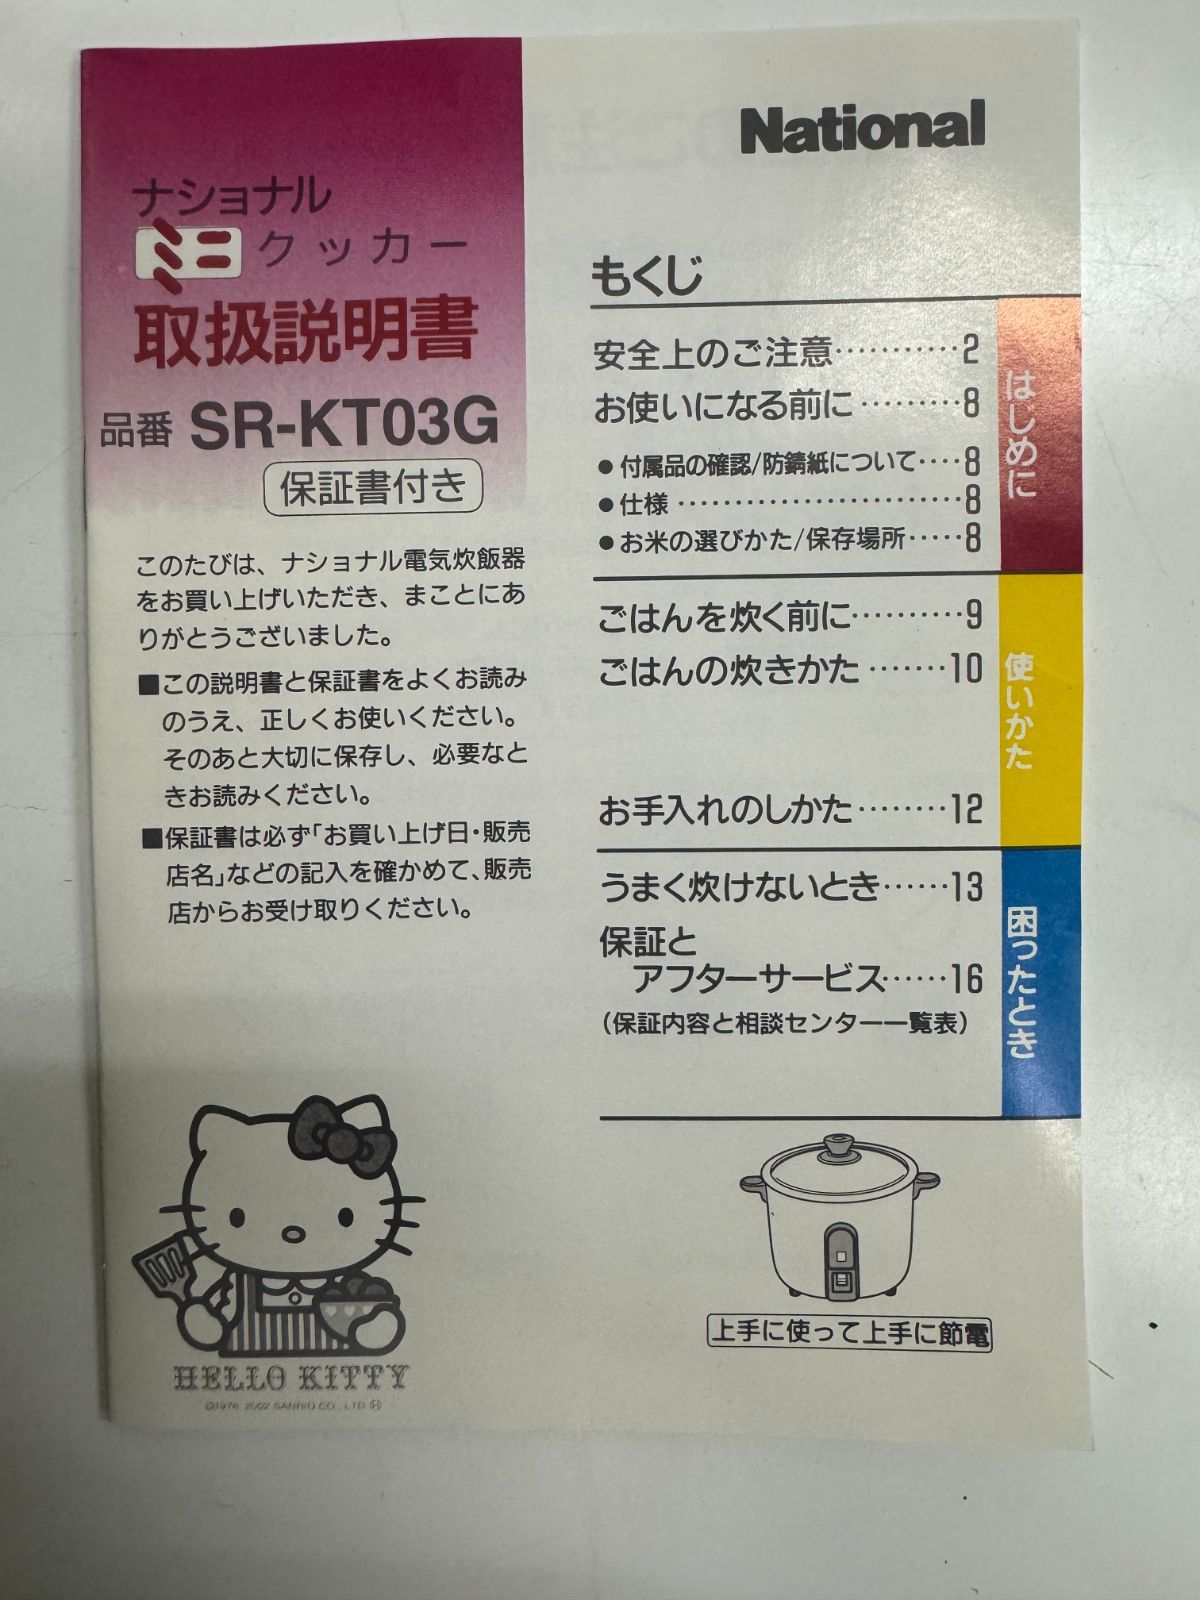 ナショナル
ミニクッカー
取扱説明書
品番 SR-KT03G
保証書付き
このたびは、ナショナル電気炊飯器
をお買い上げいただき、まことにあ
りがとうございました。
■この説明書と保証書をよくお読み
のうえ、正しくお使いください。
そのあと大切に保存し、必要なと
きお読みください。
■保証書は必ず「お買い上げ日・販売
店名」などの記入を確かめて、販売
店からお受け取りください。
HELLO KITTY
©1976 2002 SANRIO CO., LTD ®
National
もくじ
安全上のご注意…………2
お使いになる前に………8
●付属品の確認/防錆紙について‥‥8
●仕様………………………8
●お米の選びかた/保存場所‥‥‥8
はじめに
ごはんを炊く前に………9
ごはんの炊きかた………10
お手入れのしかた………12
使いかた
うまく炊けないとき……13
保証と
アフターサービス……16
(保証内容と相談センター一覧表)
困ったとき
上手に使って上手に節電